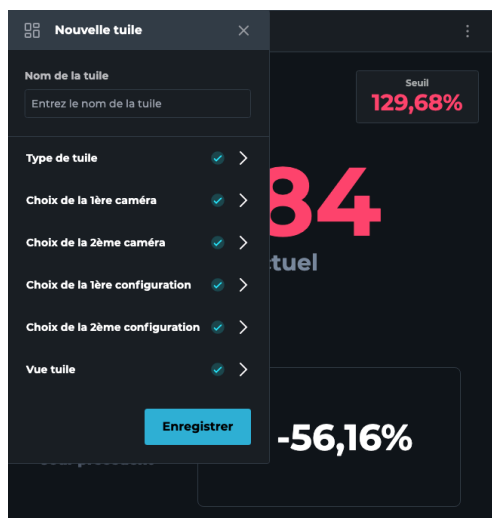 Nouvelle tuile
Nom de la tuile
Entrez le nom de la tuile
Type de tuile
Choix de la 1ère caméra
Choix de la 2ème caméra
Choix de la 1ère configuration
Choix de la 2ème configuration
Vue tuile
Enregistrer
Seuil
129,68%
84
tuel
-56,16%